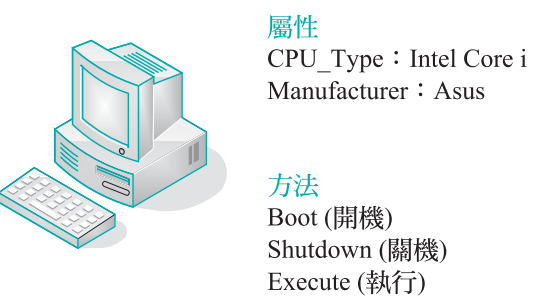 屬性
CPU_Type：Intel Core i
Manufacturer：Asus
方法
Boot (開機)
Shutdown (關機)
Execute (執行)